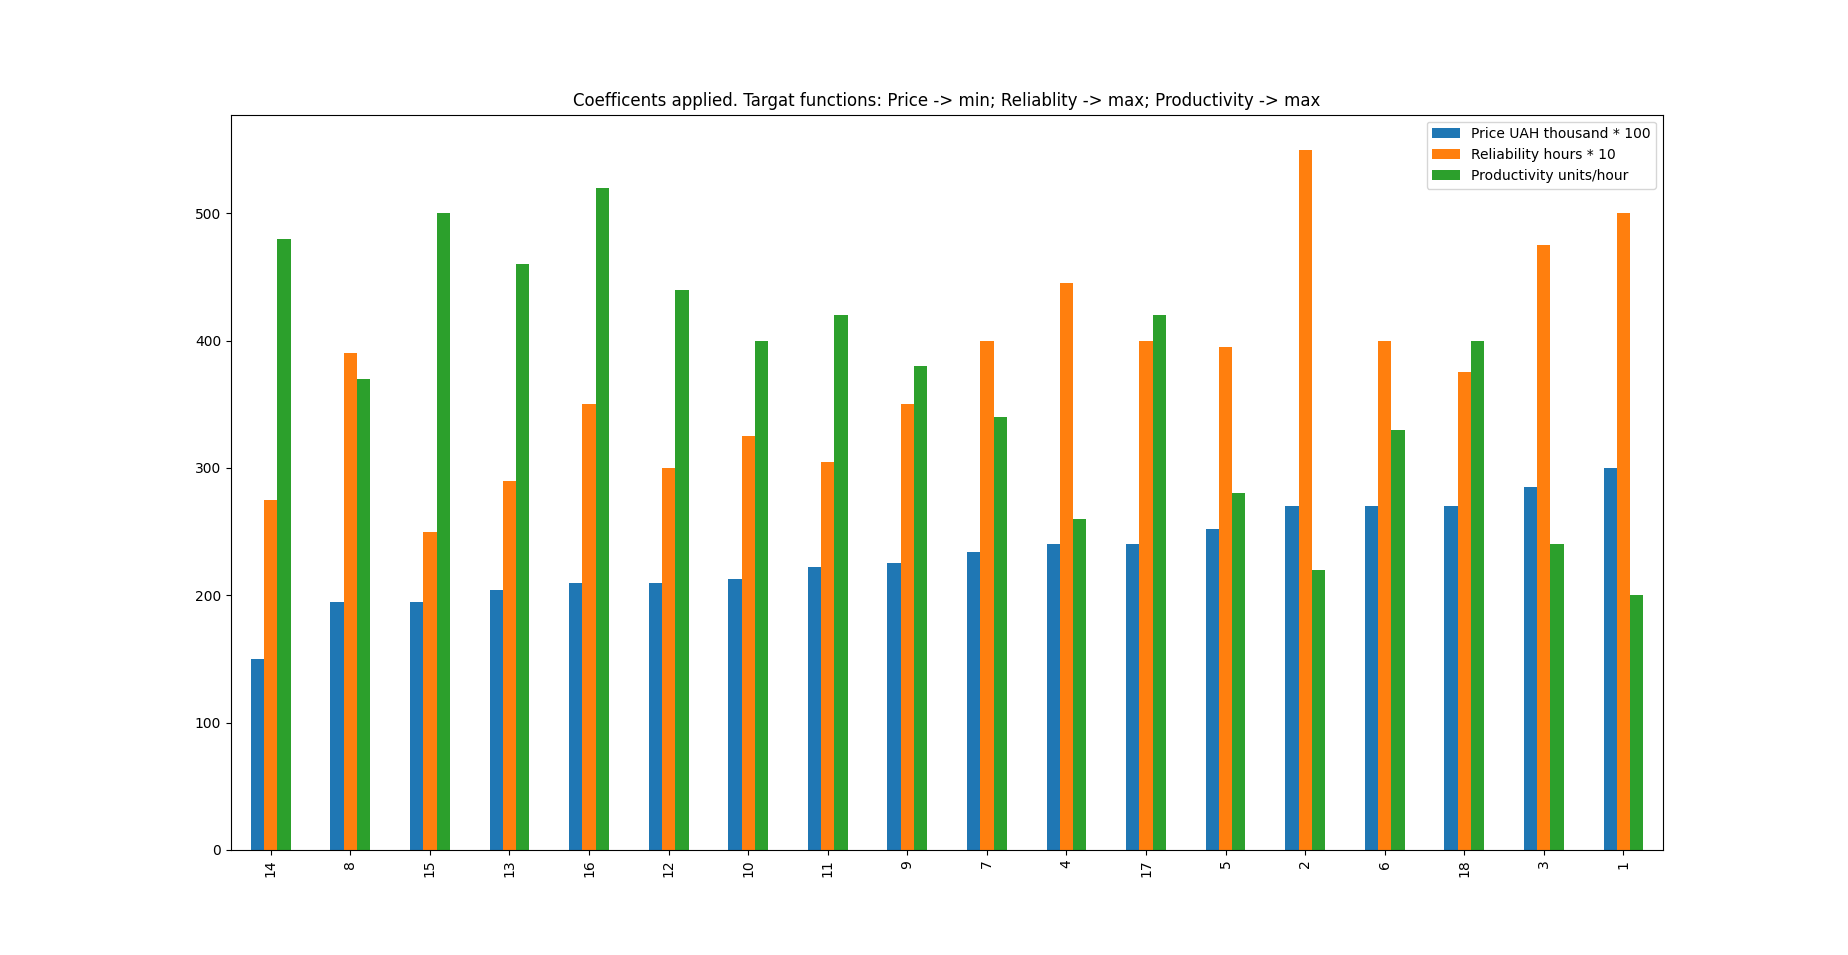 Coefficents applied. Targat functions: Price -> min; Reliablity -> max; Productivity -> max
Price UAH thousand * 100
Reliability hours * 10
Productivity units/hour
500
400
300
200
100
0
14 8 15 13 16 12 10 11 9 7 4 17 5 2 6 18 3 1